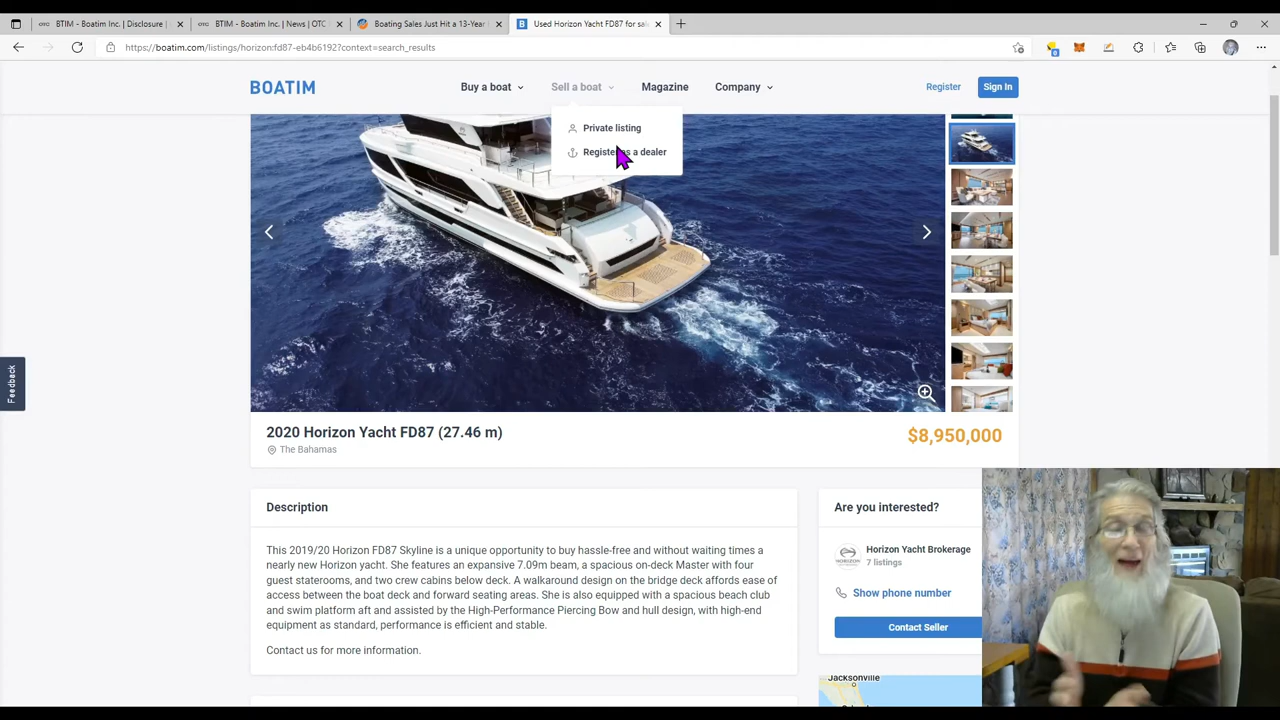 BTIM - Boatim Inc. | Disclosure |
BTIM - Boatim Inc. | News | OTC
Boating Sales Just Hit a 13-Year
Used Horizon Yacht FD87 for sal
https://boatim.com/listings/horizon:fd87-eb4b6192?context=search_results
BOATIM
Buy a boat
Sell a boat
Magazine
Company
Register
Sign In
Private listing
Register as a dealer
Feedback
2020 Horizon Yacht FD87 (27.46 m)
$8,950,000
The Bahamas
Description
This 2019/20 Horizon FD87 Skyline is a unique opportunity to buy hassle-free and without waiting times a
nearly new Horizon yacht. She features an expansive 7.09m beam, a spacious on-deck Master with four
guest staterooms, and two crew cabins below deck. A walkaround design on the bridge deck affords ease of
access between the boat deck and forward seating areas. She is also equipped with a spacious beach club
and swim platform aft and assisted by the High-Performance Piercing Bow and hull design, with high-end
equipment as standard, performance is efficient and stable.
Contact us for more information.
Are you interested?
Horizon Yacht Brokerage
7 listings
Show phone number
Contact Seller
Jacksonville